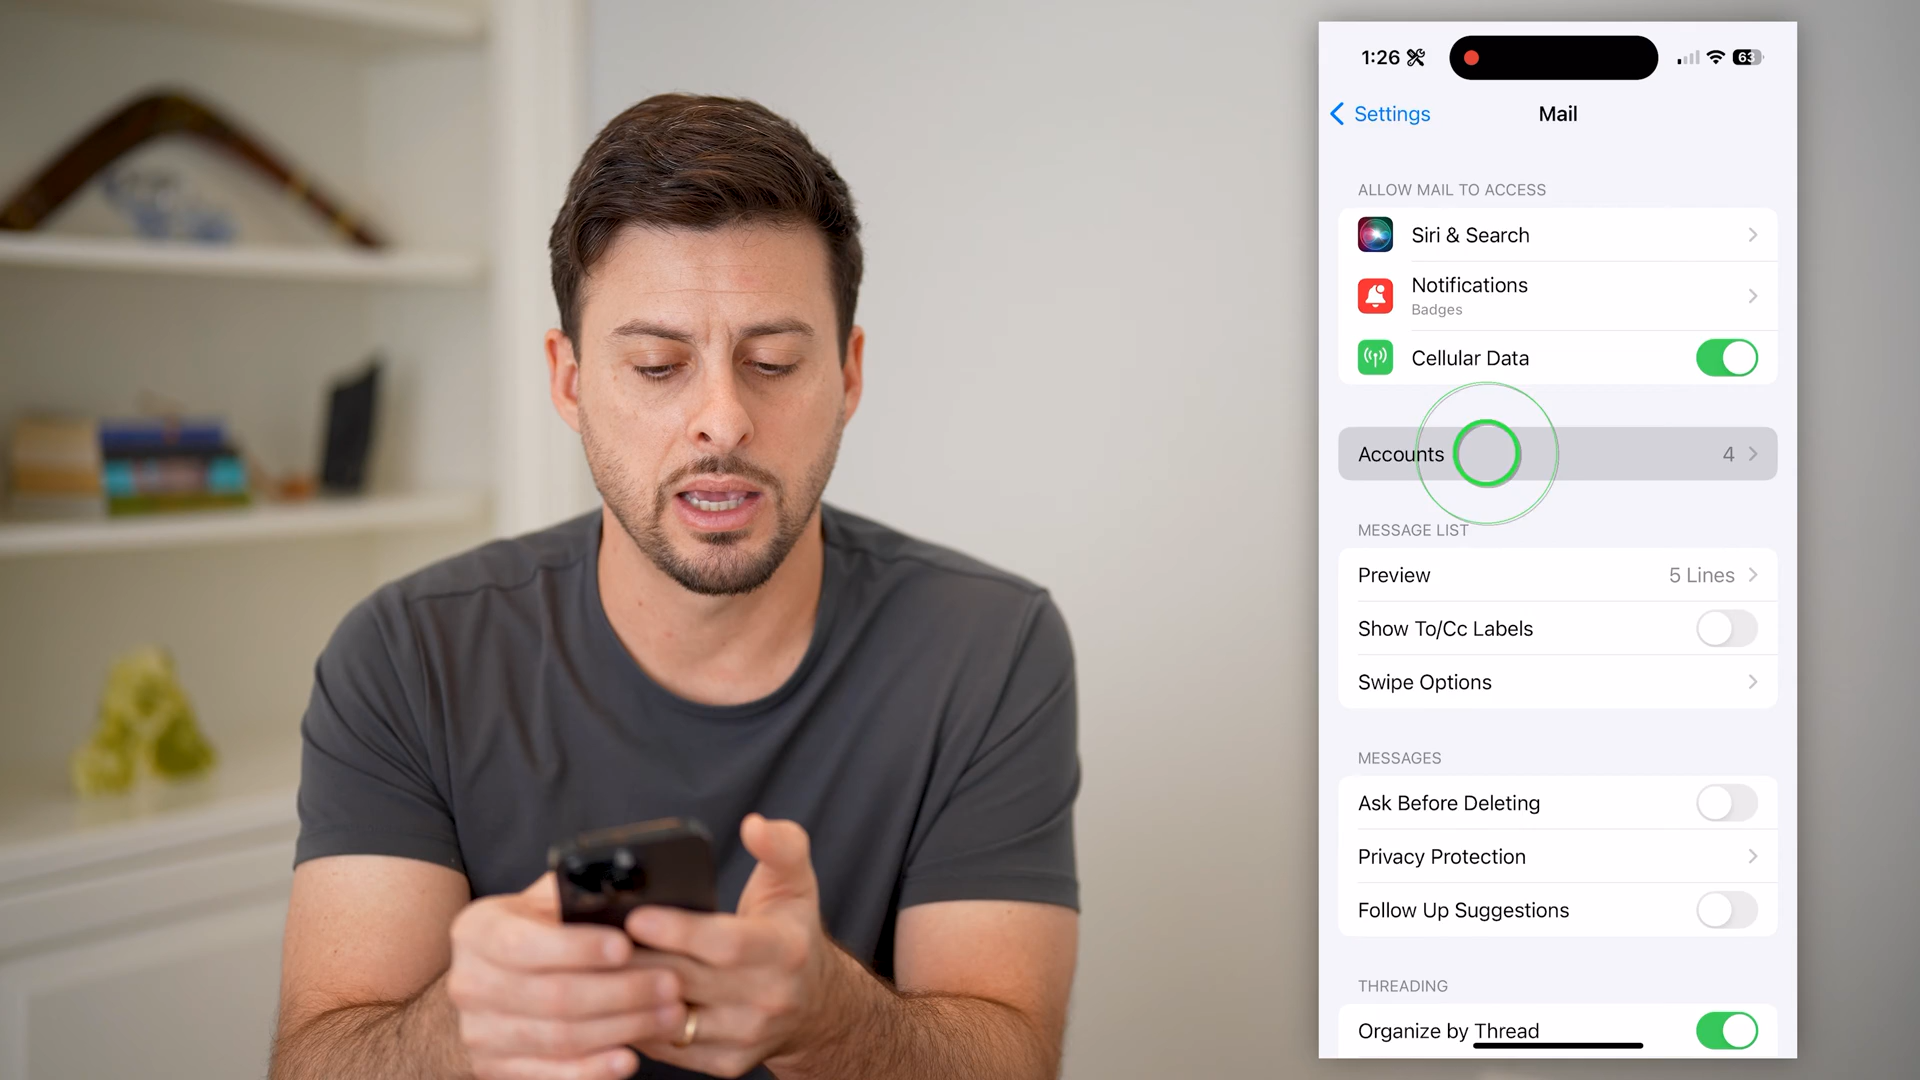 1:26
63
Settings
Mail
ALLOW MAIL TO ACCESS
Siri & Search
Notifications
Badges
Cellular Data
Accounts
4
MESSAGE LIST
Preview
5 Lines
Show To/Cc Labels
Swipe Options
MESSAGES
Ask Before Deleting
Privacy Protection
Follow Up Suggestions
THREADING
Organize by Thread